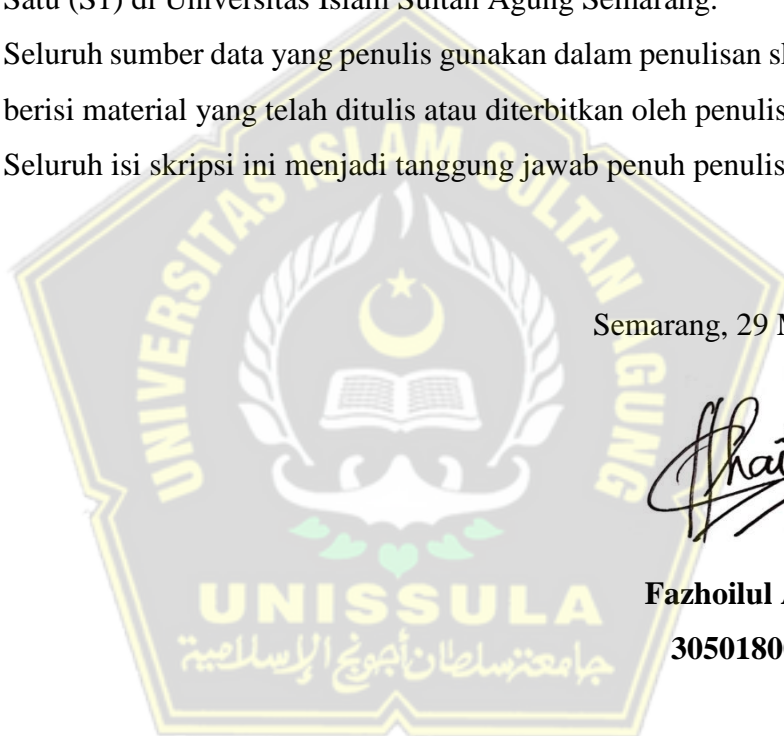 Satu (S1) di Universitas Islam Sultan Agung Semarang.
Seluruh sumber data yang penulis gunakan dalam penulisan
berisi material yang telah ditulis atau diterbitkan oleh penulis
Seluruh isi skripsi ini menjadi tanggung jawab penuh penulis
UNIVERSITAS ISLAM SULTAN AGUNG
Semarang, 29
Fazhoilul
3050180
UNISSULA
جامعة سلطان أجونج الإسلامية